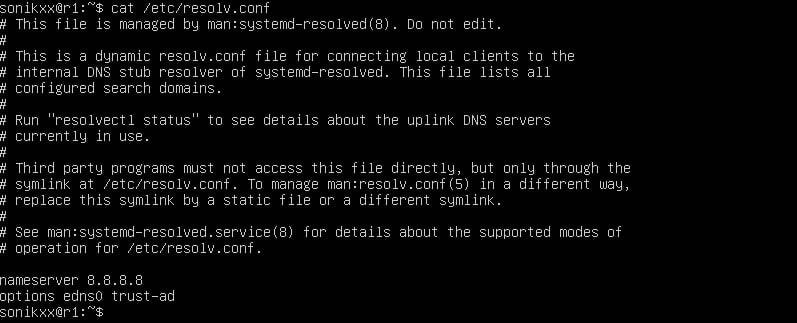 sonikxx@r1:~$ cat /etc/resolv.conf
# This file is managed by man:systemd-resolved(8). Do not edit.
#
# This is a dynamic resolv.conf file for connecting local clients to the
# internal DNS stub resolver of systemd-resolved. This file lists all
# configured search domains.
#
# Run "resolvectl status" to see details about the uplink DNS servers
# currently in use.
#
# Third party programs must not access this file directly, but only through the
# symlink at /etc/resolv.conf. To manage man:resolv.conf(5) in a different way,
# replace this symlink by a static file or a different symlink.
#
# See man:systemd-resolved.service(8) for details about the supported modes of
# operation for /etc/resolv.conf.
nameserver 8.8.8.8
options edns0 trust-ad
sonikxx@r1:~$